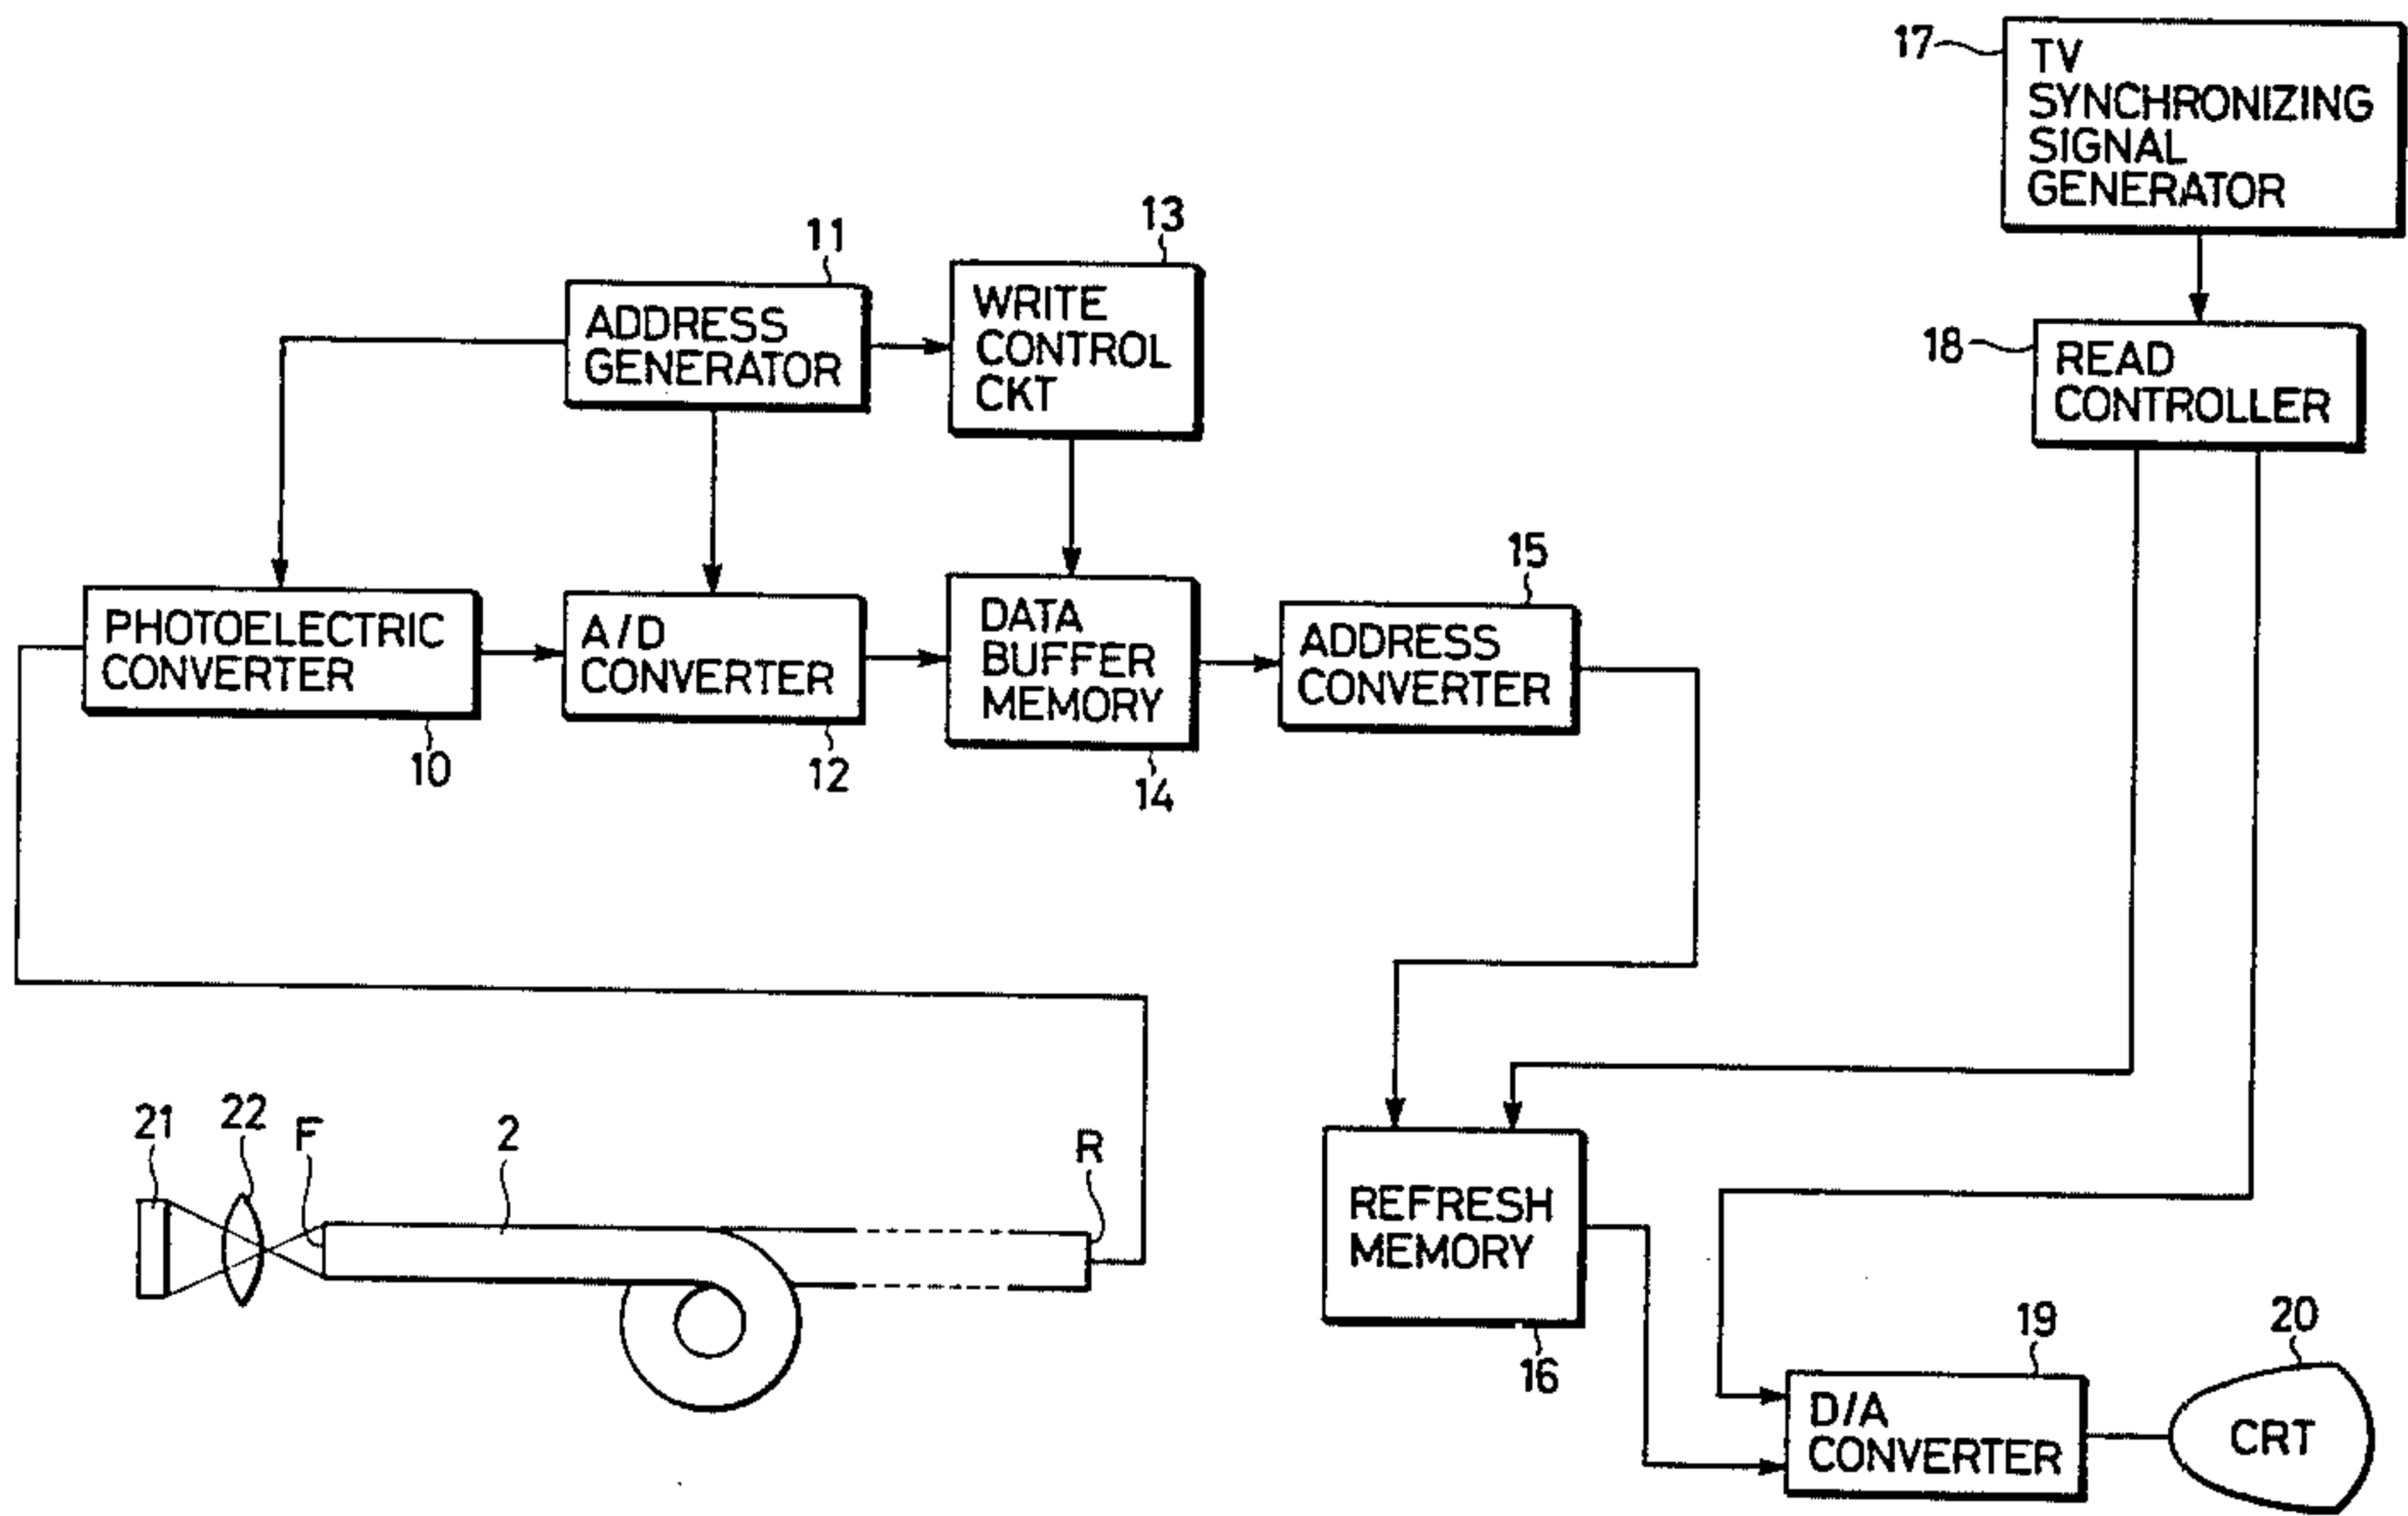 17
TV
SYNCHRONIZING
SIGNAL
GENERATOR
11
13
ADDRESS
GENERATOR
WRITE
CONTROL
CKT
18
READ
CONTROLLER
15
PHOTOELECTRIC
CONVERTER
A/D
CONVERTER
DATA
BUFFER
MEMORY
ADDRESS
CONVERTER
10
12
14
21
22
F
2
R
REFRESH
MEMORY
16
19
20
D/A
CONVERTER
CRT